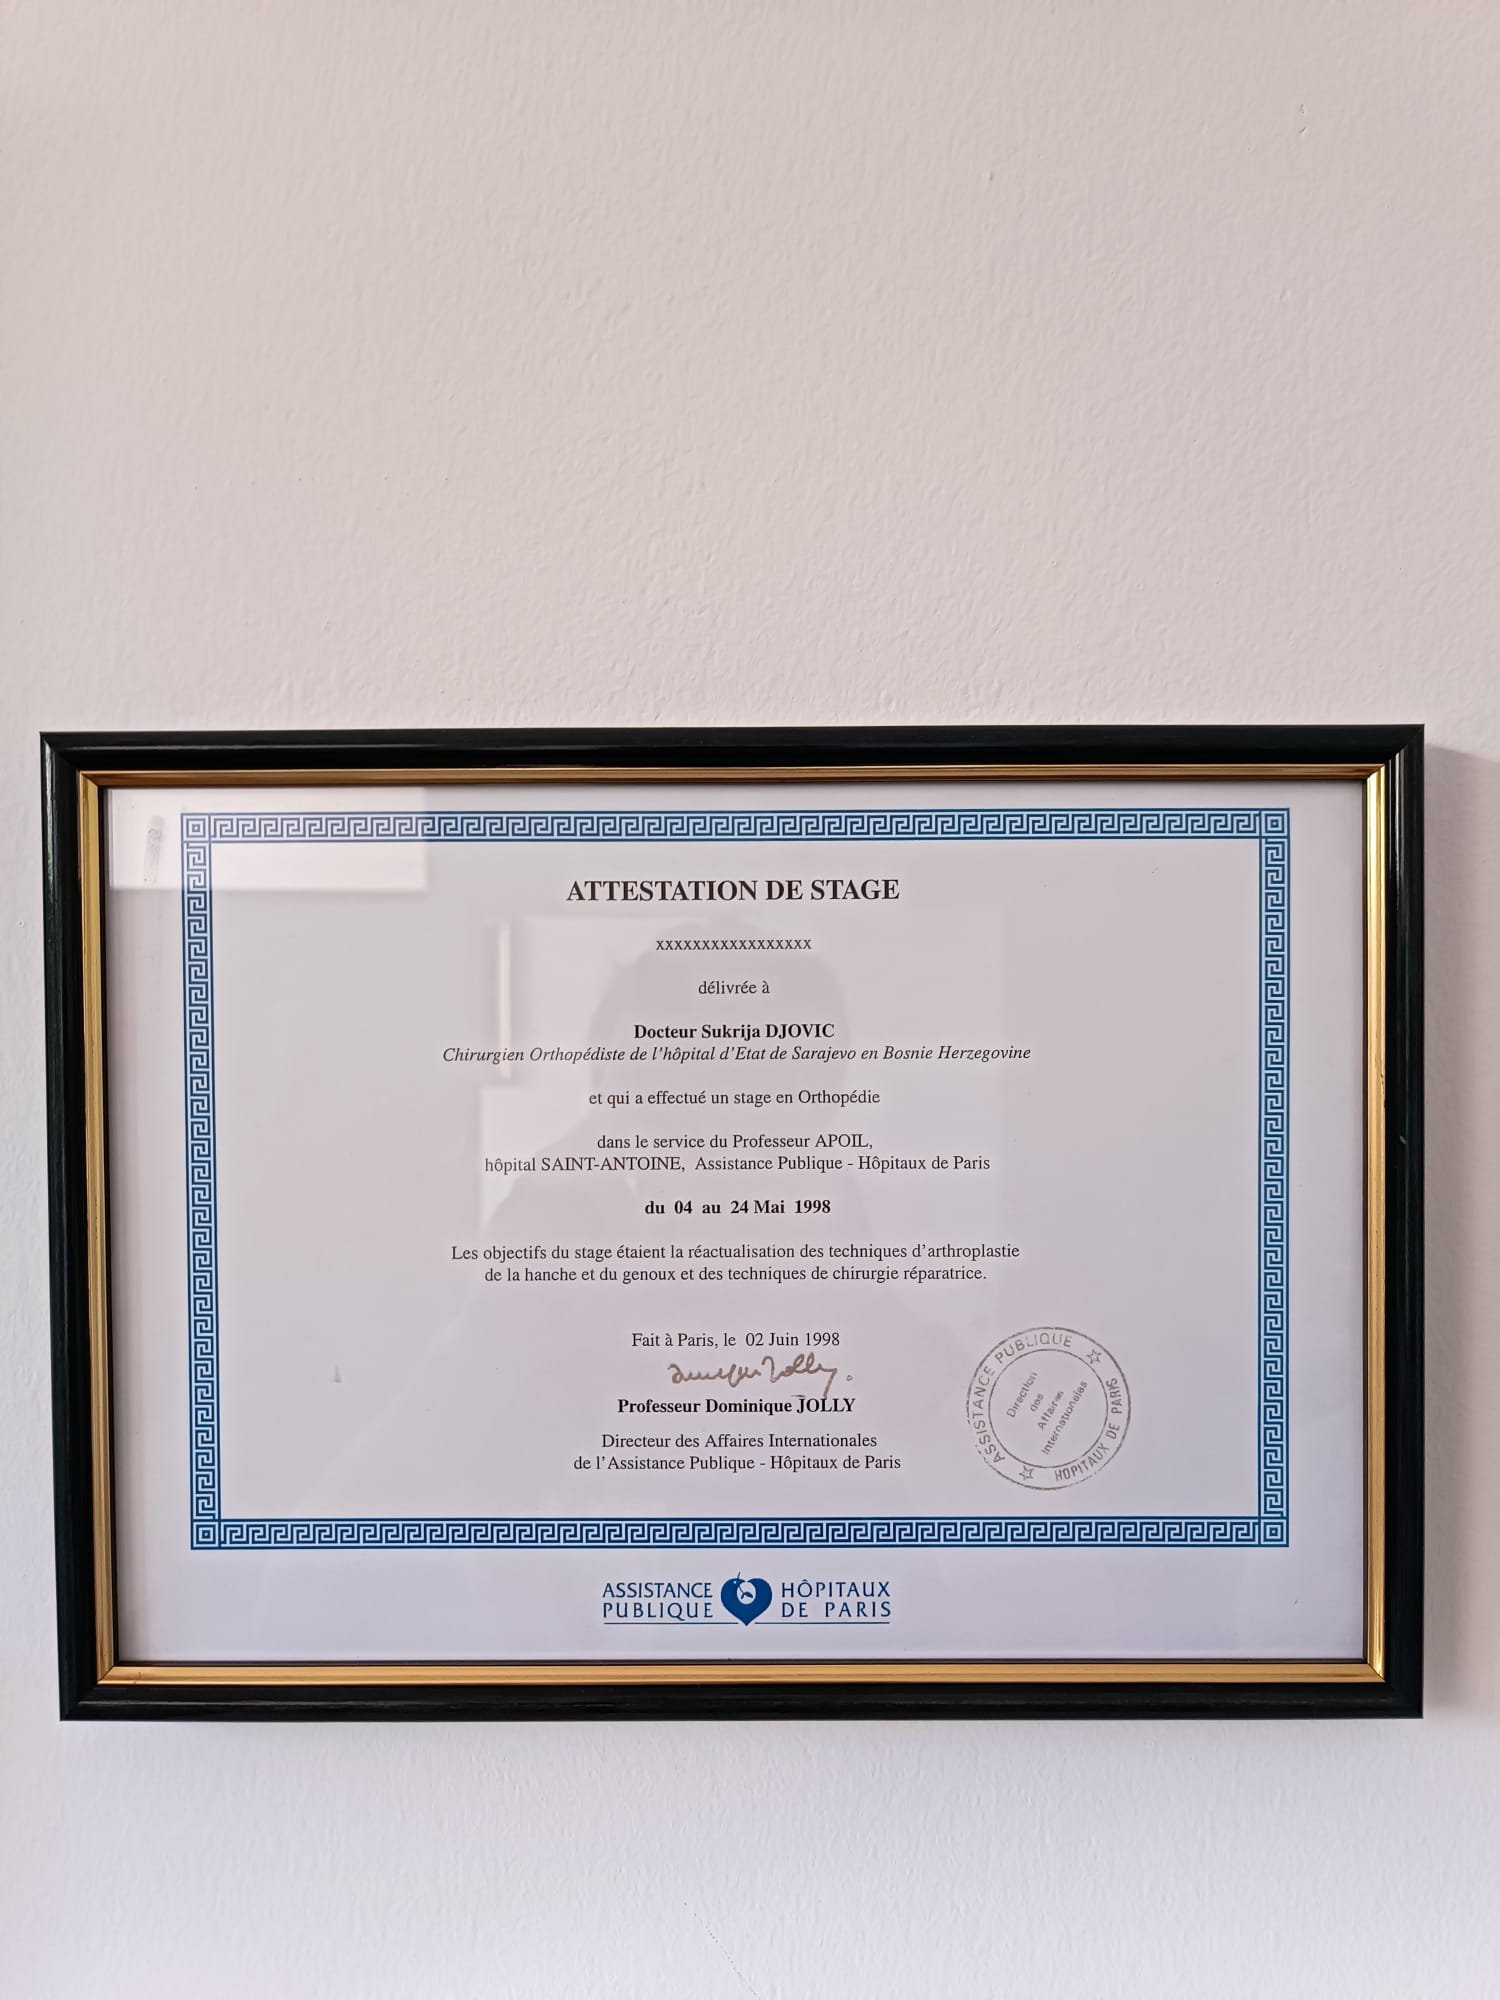 ATTESTATION DE STAGE
xxxxxxxxxxxxxxxxx
délivrée à
Docteur Sukrija DJOVIC
Chirurgien Orthopédiste de l'hôpital d'Etat de Sarajevo en Bosnie Herzegovine
et qui a effectué un stage en Orthopédie
dans le service du Professeur APOIL,
hôpital SAINT-ANTOINE, Assistance Publique - Hôpitaux de Paris
du 04 au 24 Mai 1998
Les objectifs du stage étaient la réactualisation des techniques d'arthroplastie
de la hanche et du genoux et des techniques de chirurgie réparatrice.
Fait à Paris, le 02 Juin 1998
Professeur Dominique JOLLY
Directeur des Affaires Internationales
de l'Assistance Publique - Hôpitaux de Paris
ASSISTANCE PUBLIQUE
HOPITAUX DE PARIS
Direction
des
Affaires
Internationales
ASSISTANCE HÔPITAUX
PUBLIQUE DE PARIS